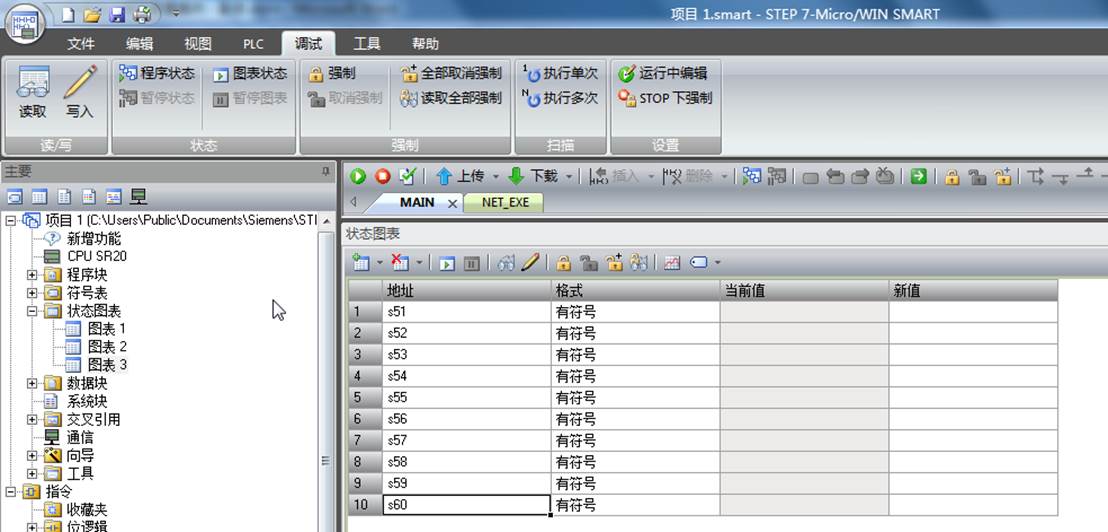 项目 1.smart - STEP 7-Micro/WIN SMART
文件 编辑 视图 PLC 调试 工具 帮助
读取 写入 程序状态 图表状态 强制 全部取消强制 1 执行单次 运行中编辑
暂停状态 暂停图表 取消强制 读取全部强制 N 执行多次 STOP 下强制
读/写 状态 强制 扫描 设置
主要
上传 下载 插入 删除
MAIN NET_EXE
项目 1 (C:\Users\Public\Documents\Siemens\STI
新增功能
CPU SR20
程序块
符号表
状态图表
图表 1
图表 2
图表 3
数据块
系统块
交叉引用
通信
向导
工具
指令
收藏夹
位逻辑
状态图表
地址 格式 当前值 新值
1 s51 有符号
2 s52 有符号
3 s53 有符号
4 s54 有符号
5 s55 有符号
6 s56 有符号
7 s57 有符号
8 s58 有符号
9 s59 有符号
10 s60 有符号